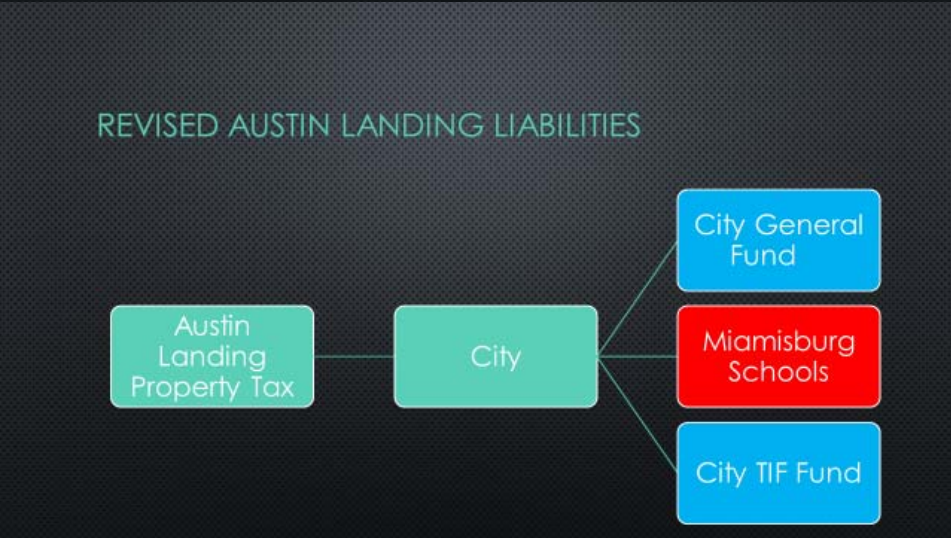 REVISED AUSTIN LANDING LIABILITIES
Austin
Landing
Property Tax
City
City General
Fund
Miamisburg
Schools
City TIF Fund